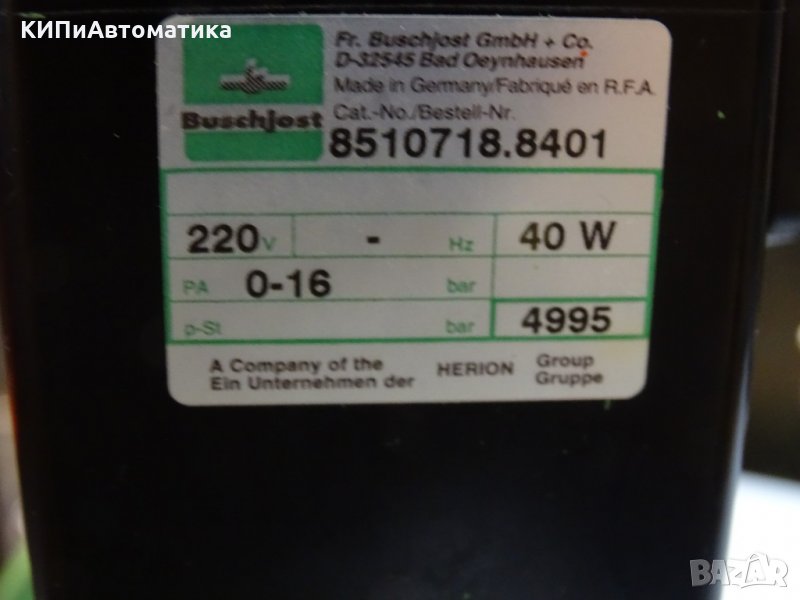 КИПиАвтоматика
Fr. Buschjost GmbH + Co.
D-32545 Bad Oeynhausen
Made in Germany/Fabriqué en R.F.A.
Cat.-No./Bestell-Nr.
Buschjost
8510718.8401
220 V - Hz 40 W
PA 0-16 bar
p-St bar 4995
A Company of the HERION Group
Ein Unternehmen der Gruppe
BAZAR